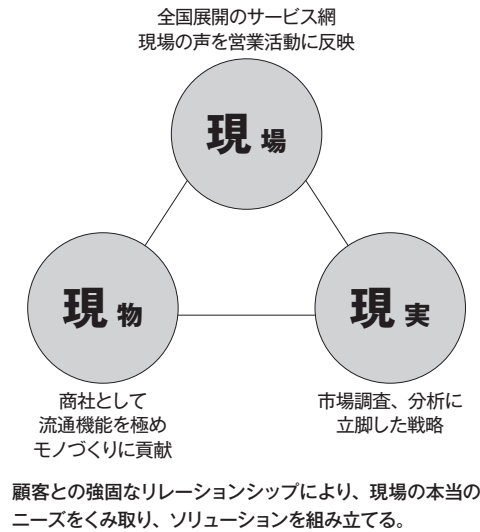 全国展開のサービス網
現場の声を営業活動に反映
現場
現物
現実
商社として
流通機能を極め
モノづくりに貢献
市場調査、分析に
立脚した戦略
顧客との強固なリレーションシップにより、現場の本当の
ニーズをくみ取り、ソリューションを組み立てる。